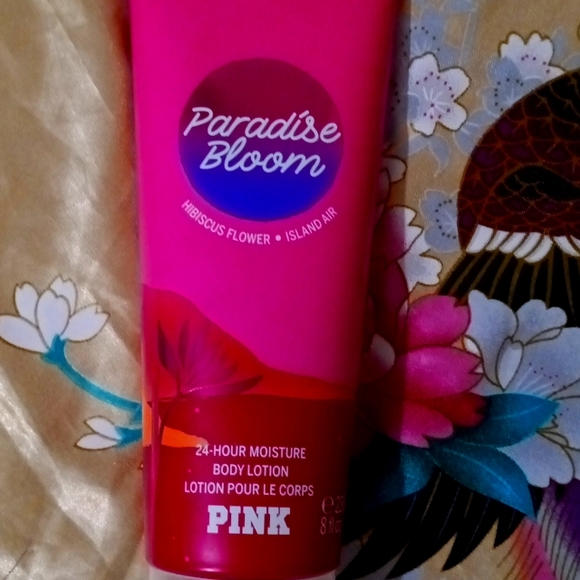 Paradise
Bloom
HIBISCUS FLOWER • ISLAND AIR
24-HOUR MOISTURE
BODY LOTION
LOTION POUR LE CORPS
PINK